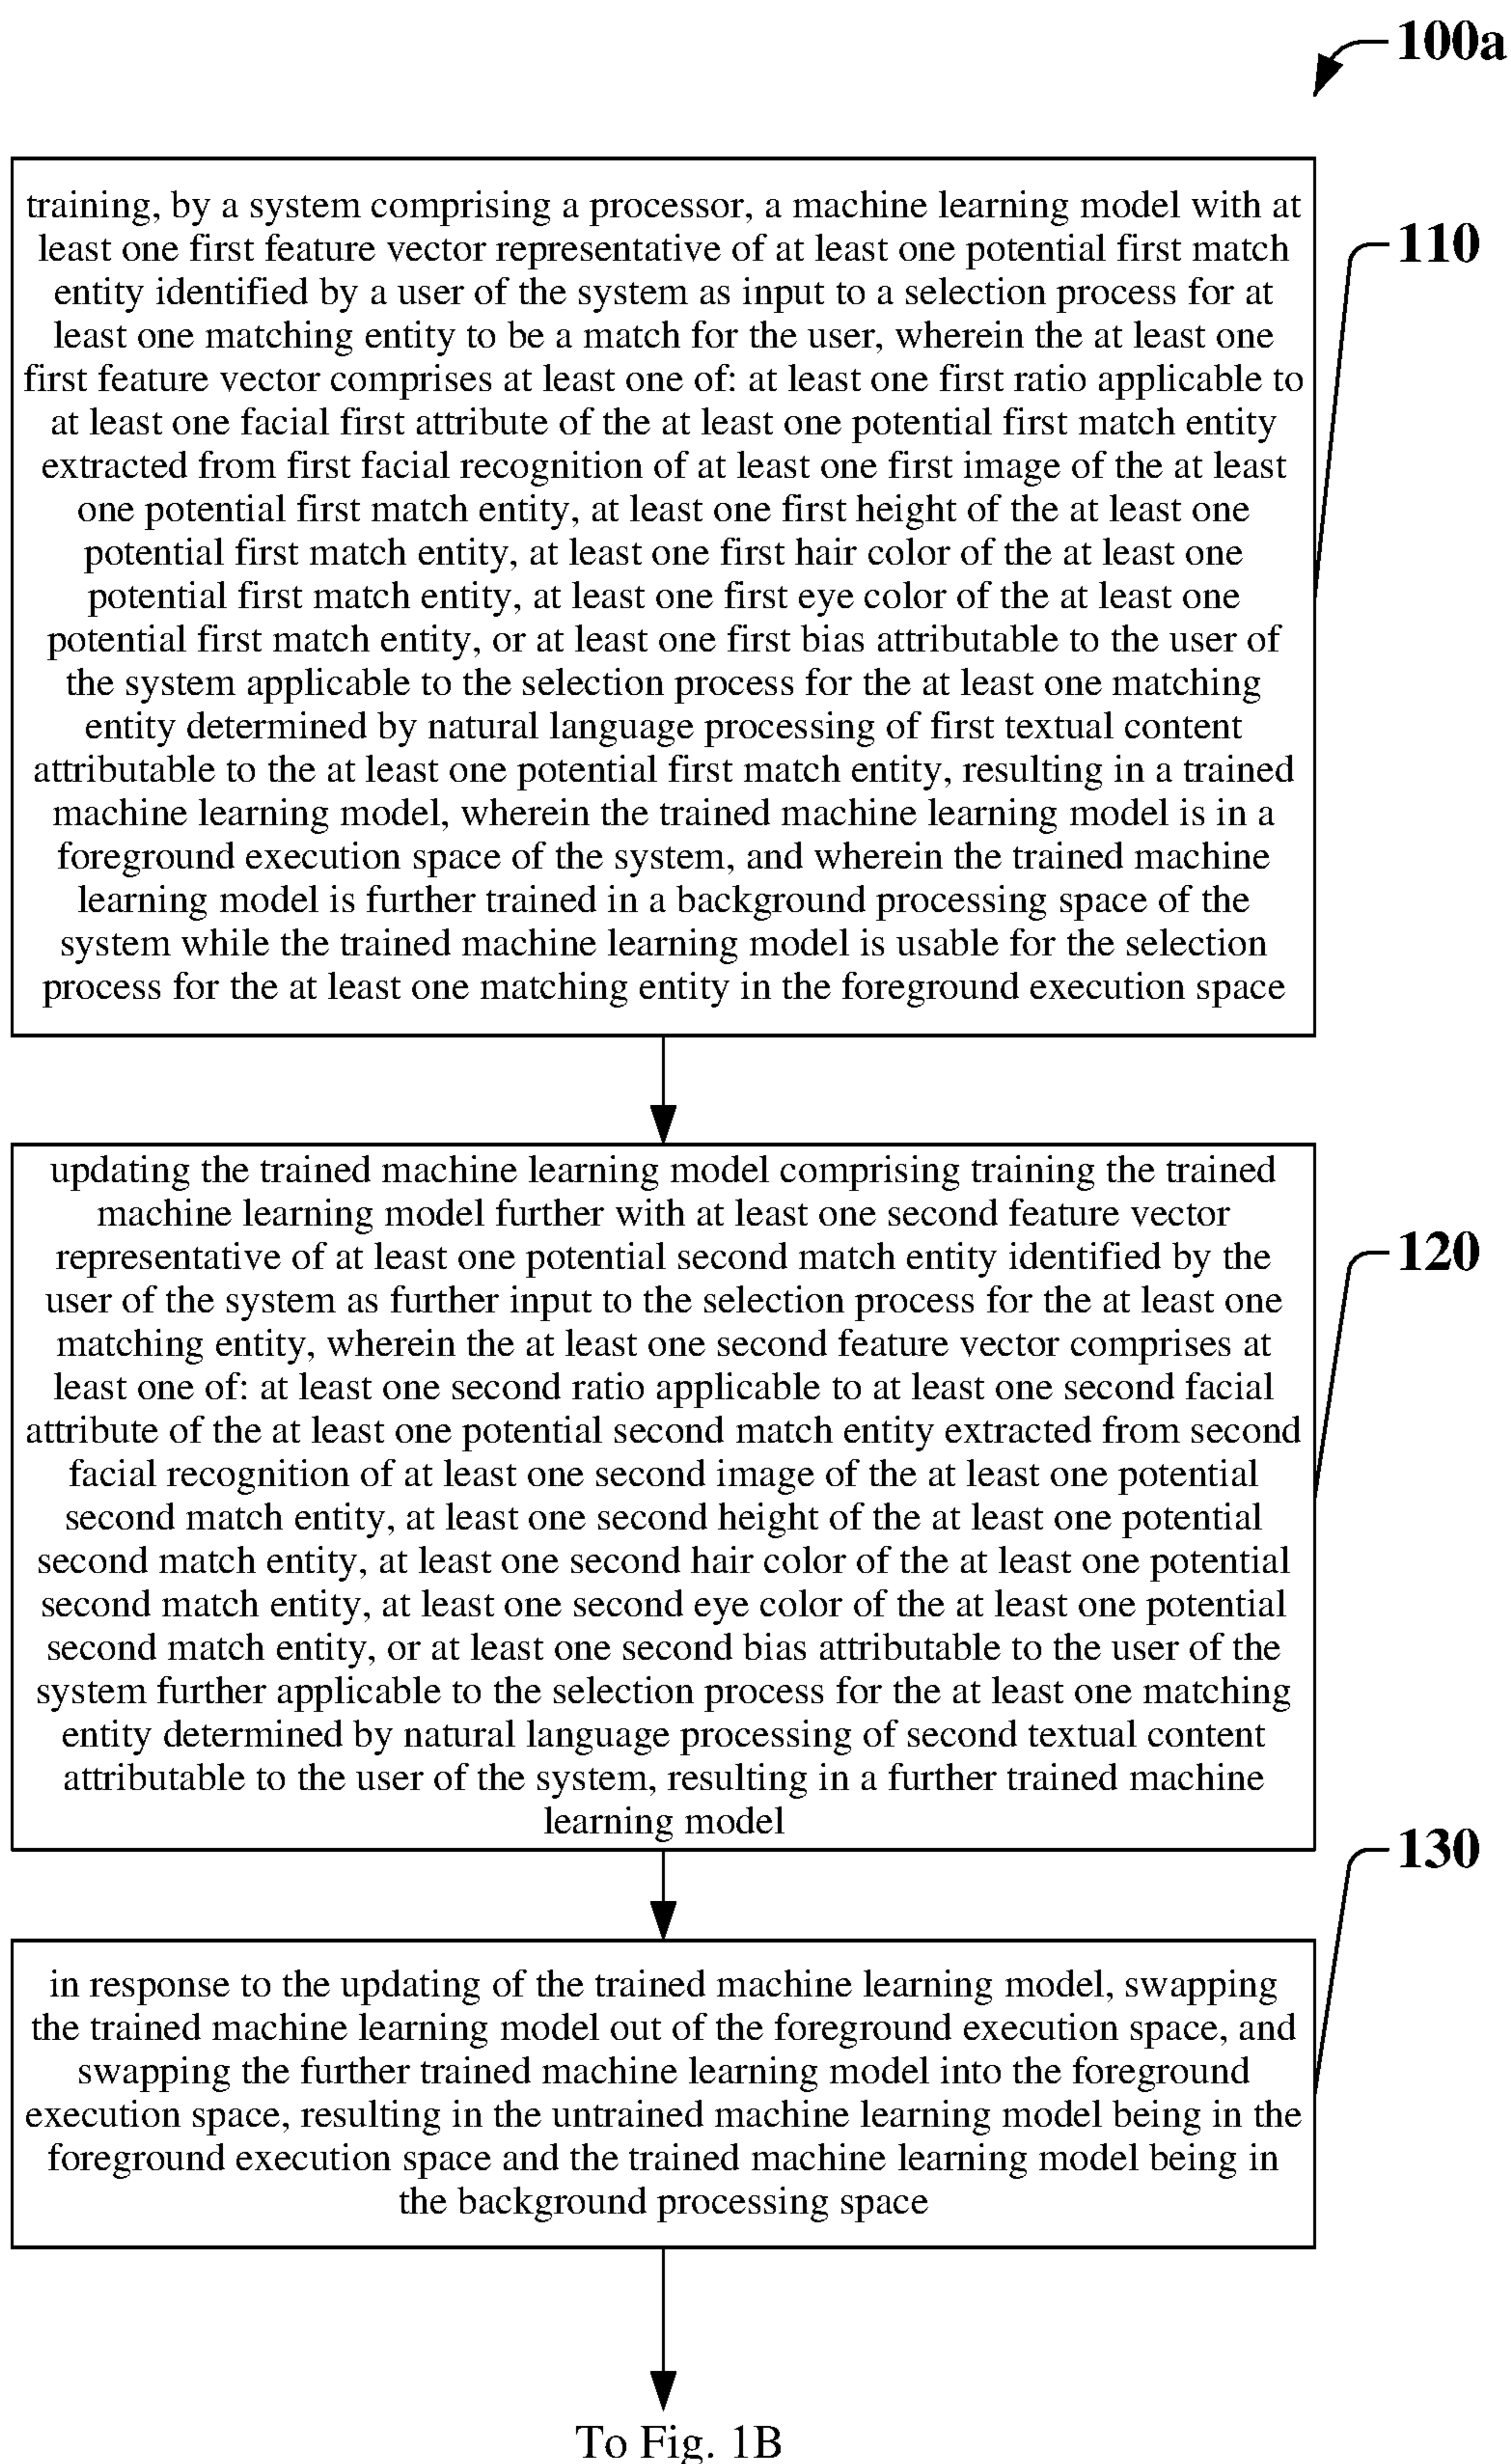 100a
training, by a system comprising a processor, a machine learning model with at
least one first feature vector representative of at least one potential first match
entity identified by a user of the system as input to a selection process for at
least one matching entity to be a match for the user, wherein the at least one
first feature vector comprises at least one of: at least one first ratio applicable to
at least one facial first attribute of the at least one potential first match entity
extracted from first facial recognition of at least one first image of the at least
one potential first match entity, at least one first height of the at least one
potential first match entity, at least one first hair color of the at least one
potential first match entity, at least one first eye color of the at least one
potential first match entity, or at least one first bias attributable to the user of
the system applicable to the selection process for the at least one matching
entity determined by natural language processing of first textual content
attributable to the at least one potential first match entity, resulting in a trained
machine learning model, wherein the trained machine learning model is in a
foreground execution space of the system, and wherein the trained machine
learning model is further trained in a background processing space of the
system while the trained machine learning model is usable for the selection
process for the at least one matching entity in the foreground execution space
110
updating the trained machine learning model comprising training the trained
machine learning model further with at least one second feature vector
representative of at least one potential second match entity identified by the
user of the system as further input to the selection process for the at least one
matching entity, wherein the at least one second feature vector comprises at
least one of: at least one second ratio applicable to at least one second facial
attribute of the at least one potential second match entity extracted from second
facial recognition of at least one second image of the at least one potential
second match entity, at least one second height of the at least one potential
second match entity, at least one second hair color of the at least one potential
second match entity, at least one second eye color of the at least one potential
second match entity, or at least one second bias attributable to the user of the
system further applicable to the selection process for the at least one matching
entity determined by natural language processing of second textual content
attributable to the user of the system, resulting in a further trained machine
learning model
120
in response to the updating of the trained machine learning model, swapping
the trained machine learning model out of the foreground execution space, and
swapping the further trained machine learning model into the foreground
execution space, resulting in the untrained machine learning model being in the
foreground execution space and the trained machine learning model being in
the background processing space
130
To Fig. 1B